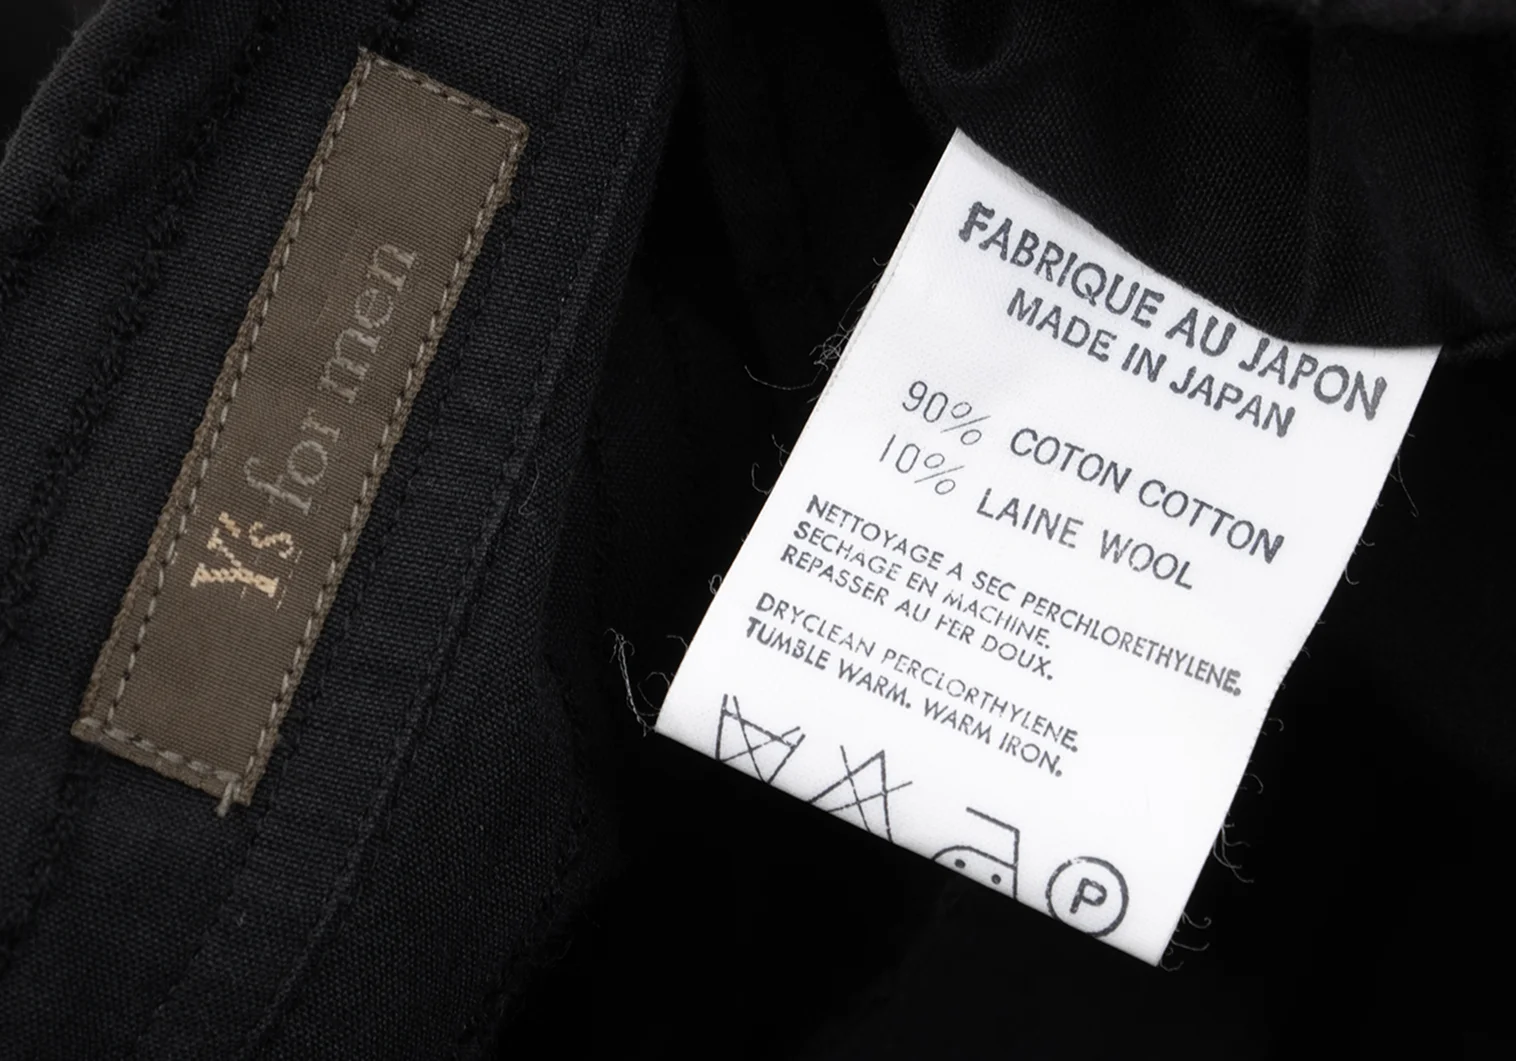 Y's for men
FABRIQUE AU JAPON
MADE IN JAPAN
90% COTON COTTON
10% LAINE WOOL
NETTOYAGE A SEC PERCHLORETHYLENE.
SECHAGE EN MACHINE.
REPASSER AU FER DOUX.
DRYCLEAN PERCLORTHYLENE.
TUMBLE WARM. WARM IRON.
P